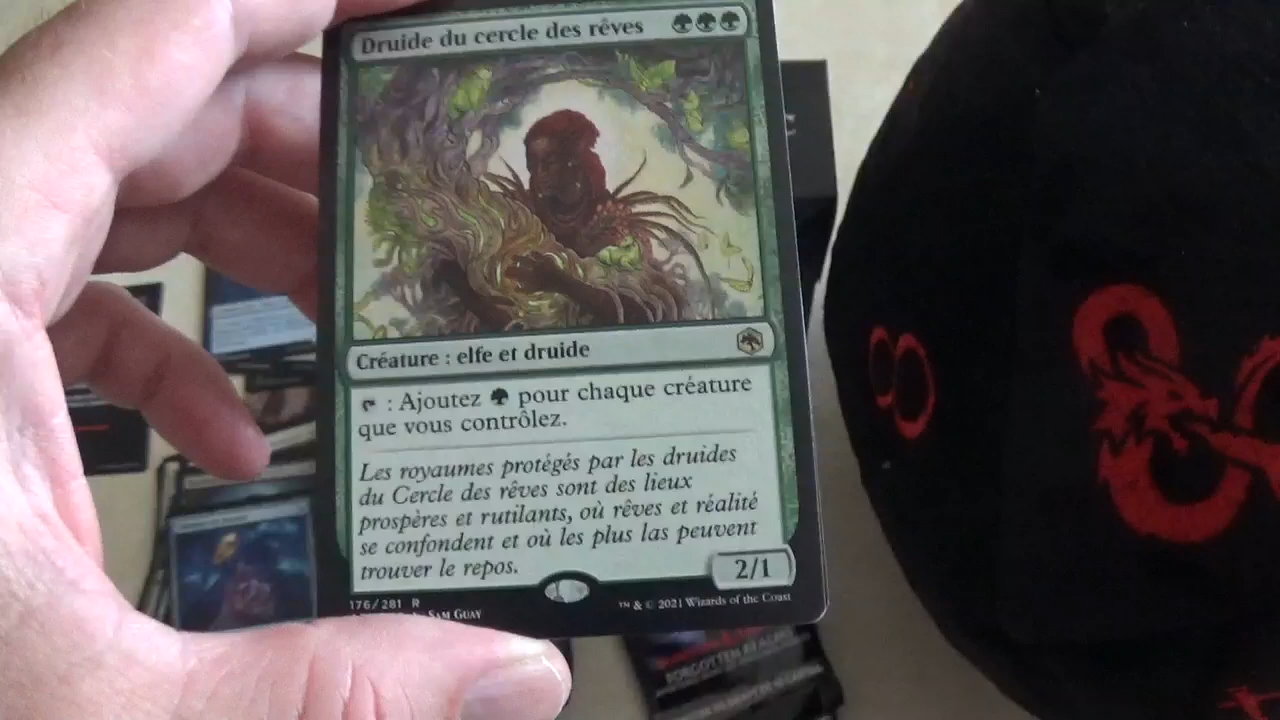 Druide du cercle des rêves
Créature : elfe et druide
: Ajoutez pour chaque créature
que vous contrôlez.
Les royaumes protégés par les druides
du Cercle des rêves sont des lieux
prospères et rutilants, où rêves et réalité
se confondent et où les plus las peuvent
trouver le repos.
2/1
176/281 R
SAM GUAY
™ & © 2021 Wizards of the Coast
FORGOTTEN REALMS